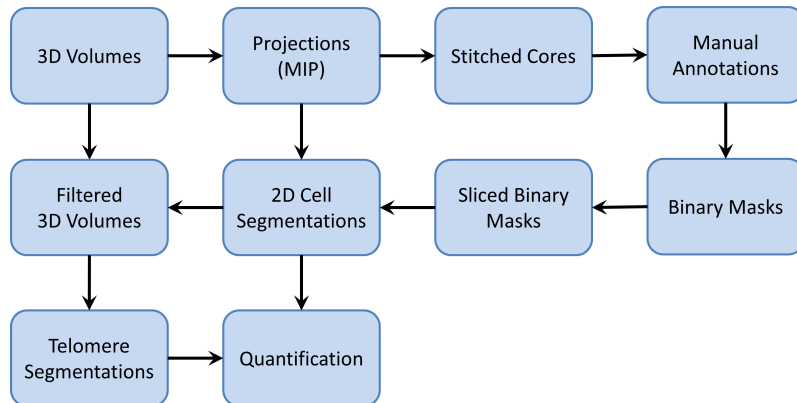 3D Volumes
Projections
(MIP)
Stitched Cores
Manual
Annotations
Filtered
3D Volumes
2D Cell
Segmentations
Sliced Binary
Masks
Binary Masks
Telomere
Segmentations
Quantification